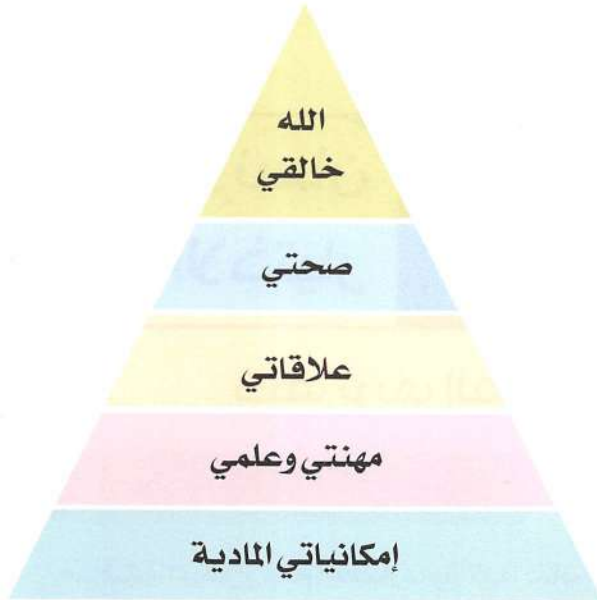 الله
خالقي
صحتي
علاقاتي
مهنتي وعلمي
إمكانياتي المادية